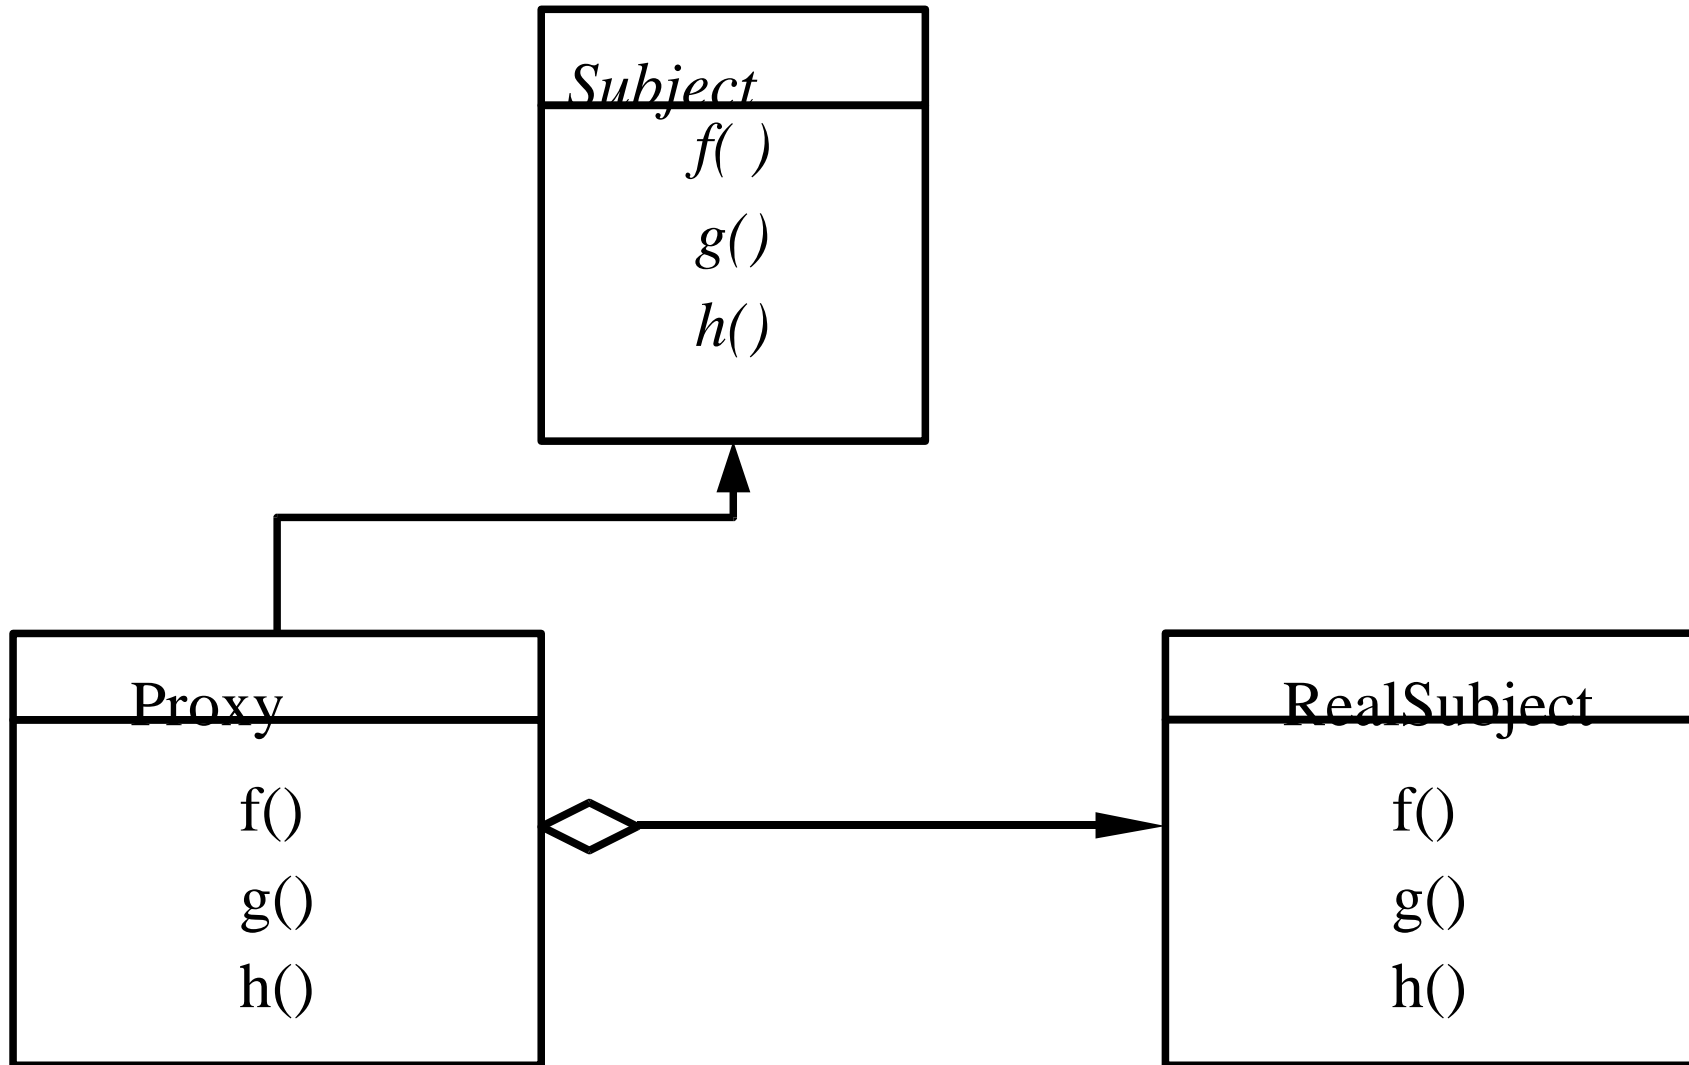 Subject
f( )
g()
h()
Proxy
f()
g()
h()
RealSubject
f()
g()
h()